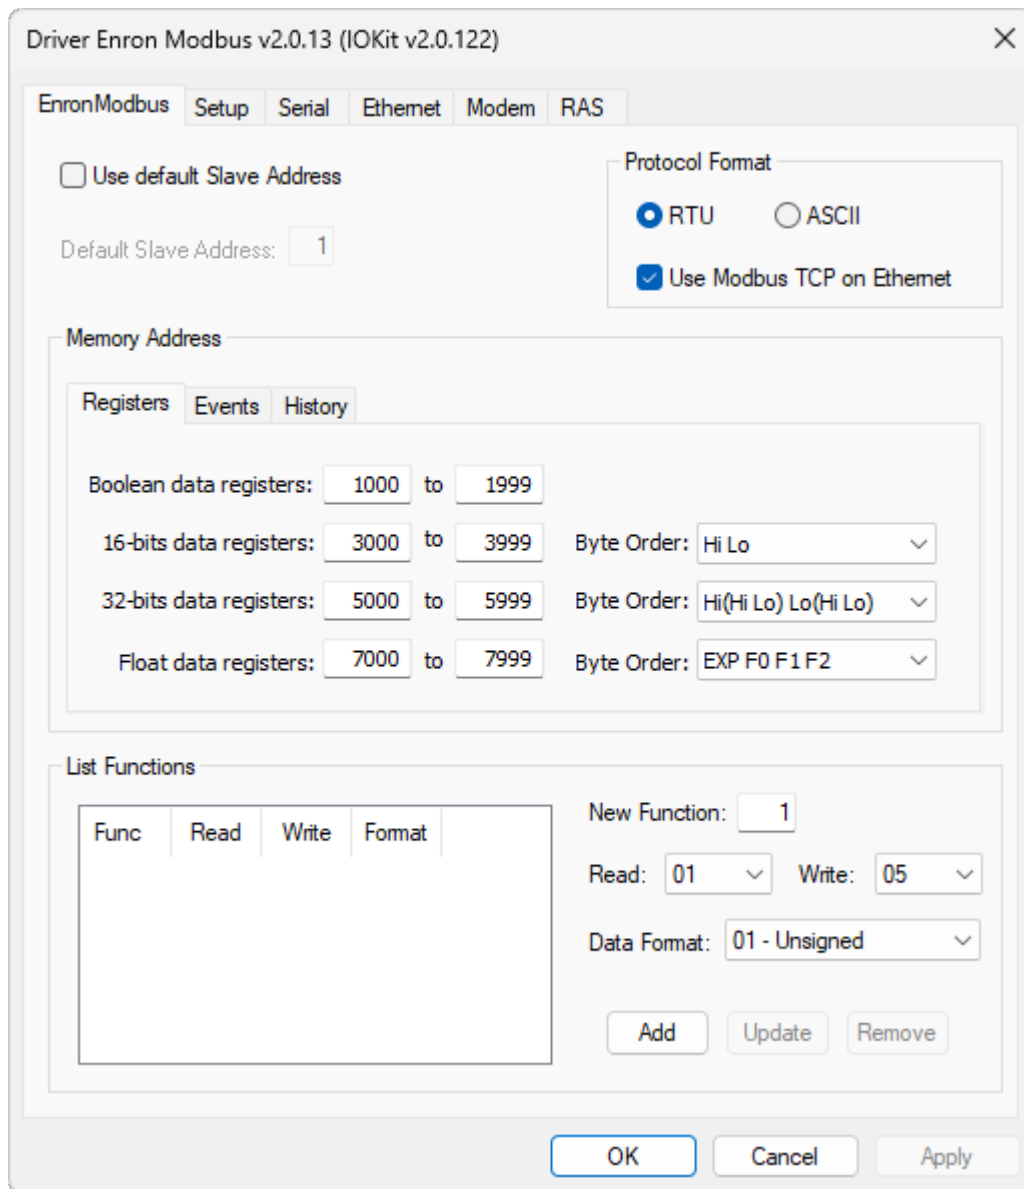 Driver Enron Modbus v2.0.13 (IOKit v2.0.122)
EnronModbus Setup Serial Ethernet Modem RAS
Use default Slave Address
Default Slave Address: 1
Protocol Format
RTU ASCII
Use Modbus TCP on Ethernet
Memory Address
Registers Events History
Boolean data registers: 1000 to 1999
16-bits data registers: 3000 to 3999 Byte Order: Hi Lo
32-bits data registers: 5000 to 5999 Byte Order: Hi(Hi Lo) Lo(Hi Lo)
Float data registers: 7000 to 7999 Byte Order: EXP F0 F1 F2
List Functions
Func Read Write Format
New Function: 1
Read: 01 Write: 05
Data Format: 01 - Unsigned
Add Update Remove
OK Cancel Apply